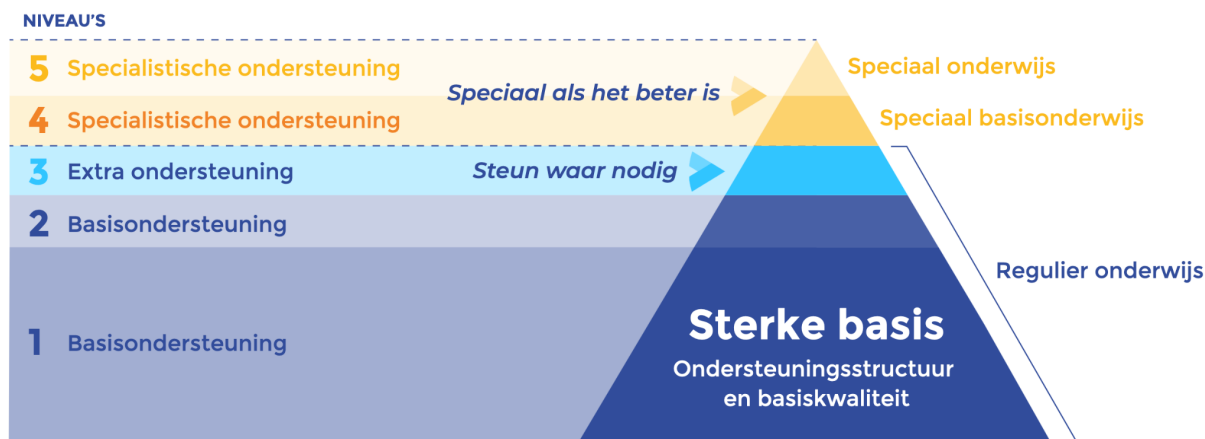 NIVEAU'S
5 Specialistische ondersteuning
Speciaal als het beter is
Speciaal onderwijs
4 Specialistische ondersteuning
Speciaal basisonderwijs
3 Extra ondersteuning
Steun waar nodig
2 Basisondersteuning
Regulier onderwijs
1 Basisondersteuning
Sterke basis
Ondersteuningsstructuur
en basiskwaliteit